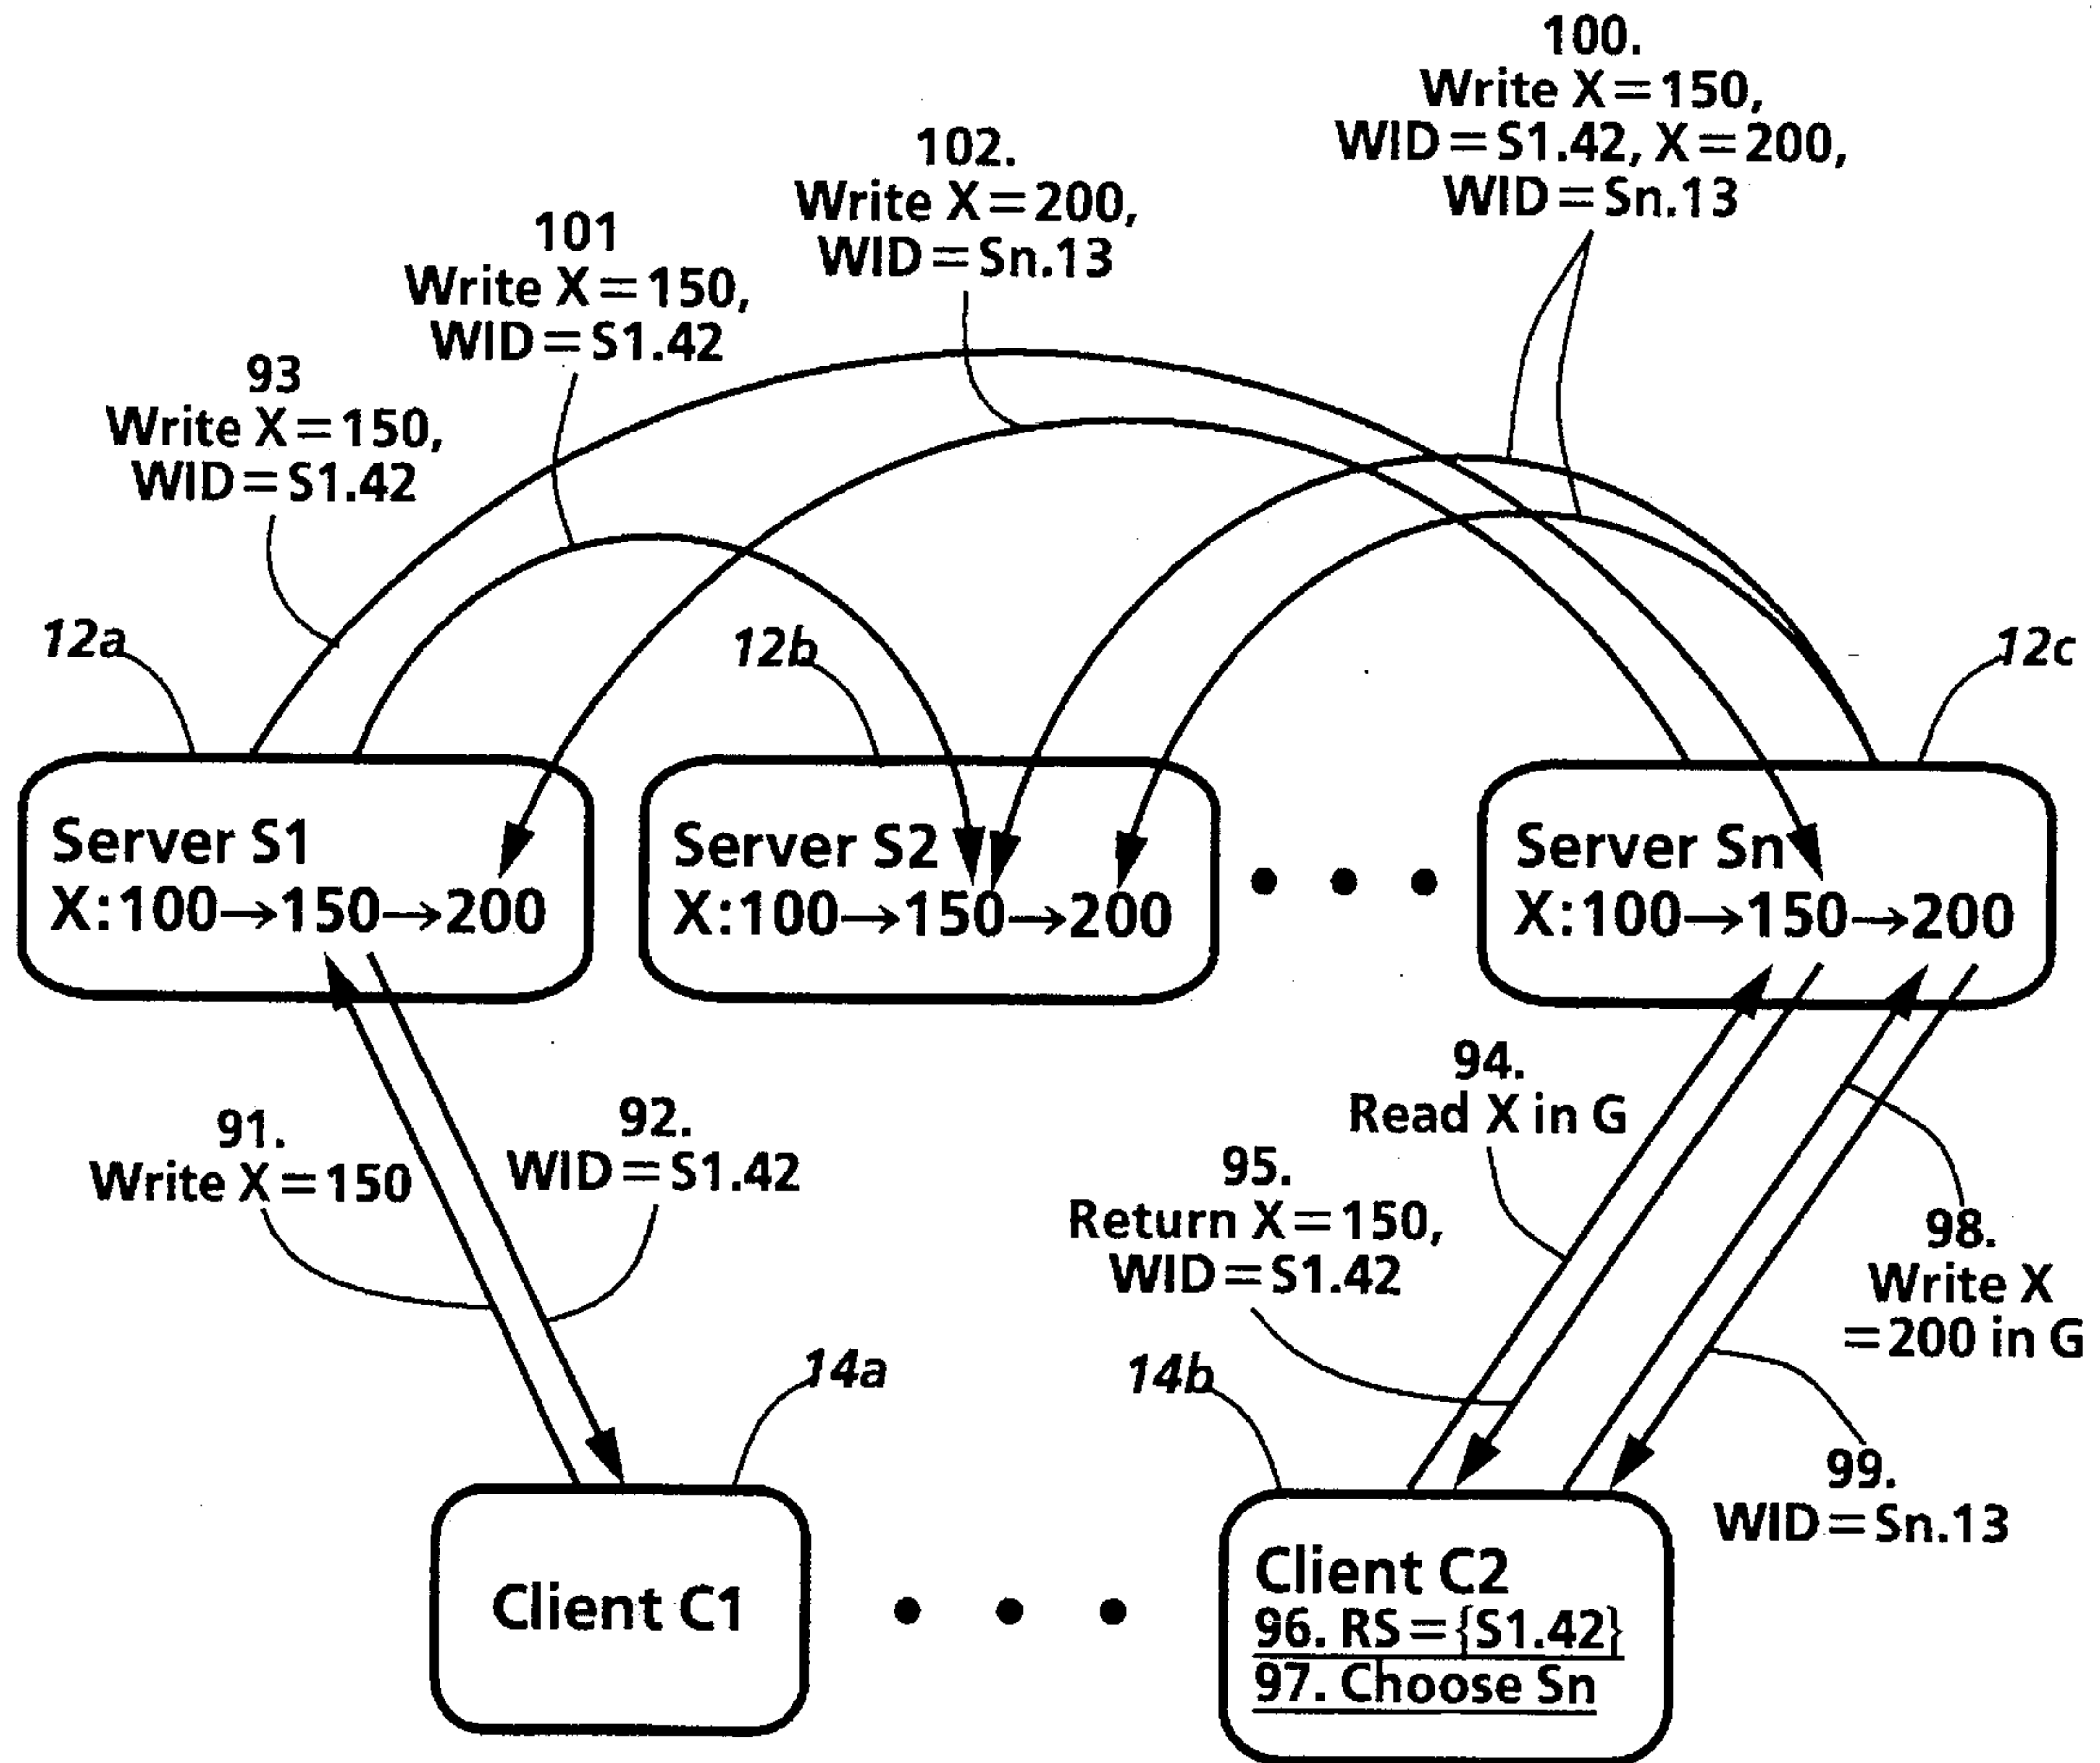 100.
Write X=150,
WID=S1.42, X=200,
WID=Sn.13
102.
Write X=200,
WID=Sn.13
101
Write X=150,
WID=S1.42
93
Write X=150,
WID=S1.42
12a
12b
12c
Server S1
X:100→150→200
Server S2
X:100→150→200
Server Sn
X:100→150→200
91.
Write X=150
92.
WID=S1.42
94.
Read X in G
95.
Return X=150,
WID=S1.42
98.
Write X
=200 in G
99.
WID=Sn.13
14a
14b
Client C1
Client C2
96. RS={S1.42}
97. Choose Sn